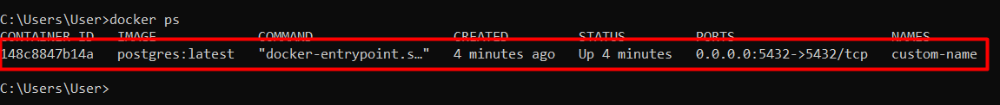 C:\Users\User>docker ps
CONTAINER ID   IMAGE             COMMAND                  CREATED         STATUS         PORTS                    NAMES
148c8847b14a   postgres:latest   "docker-entrypoint.s…"   4 minutes ago   Up 4 minutes   0.0.0.0:5432->5432/tcp   custom-name
C:\Users\User>